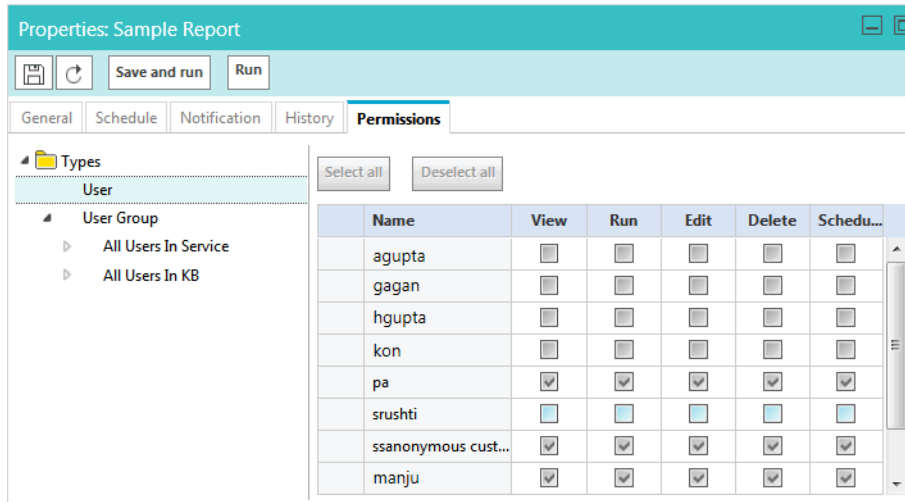 Properties: Sample Report
Save and run Run
General Schedule Notification History Permissions
Types
User
User Group
All Users In Service
All Users In KB
Select all Deselect all
Name View Run Edit Delete Schedu...
agupta
gagan
hgupta
kon
pa
srushti
ssanonymous cust...
manju